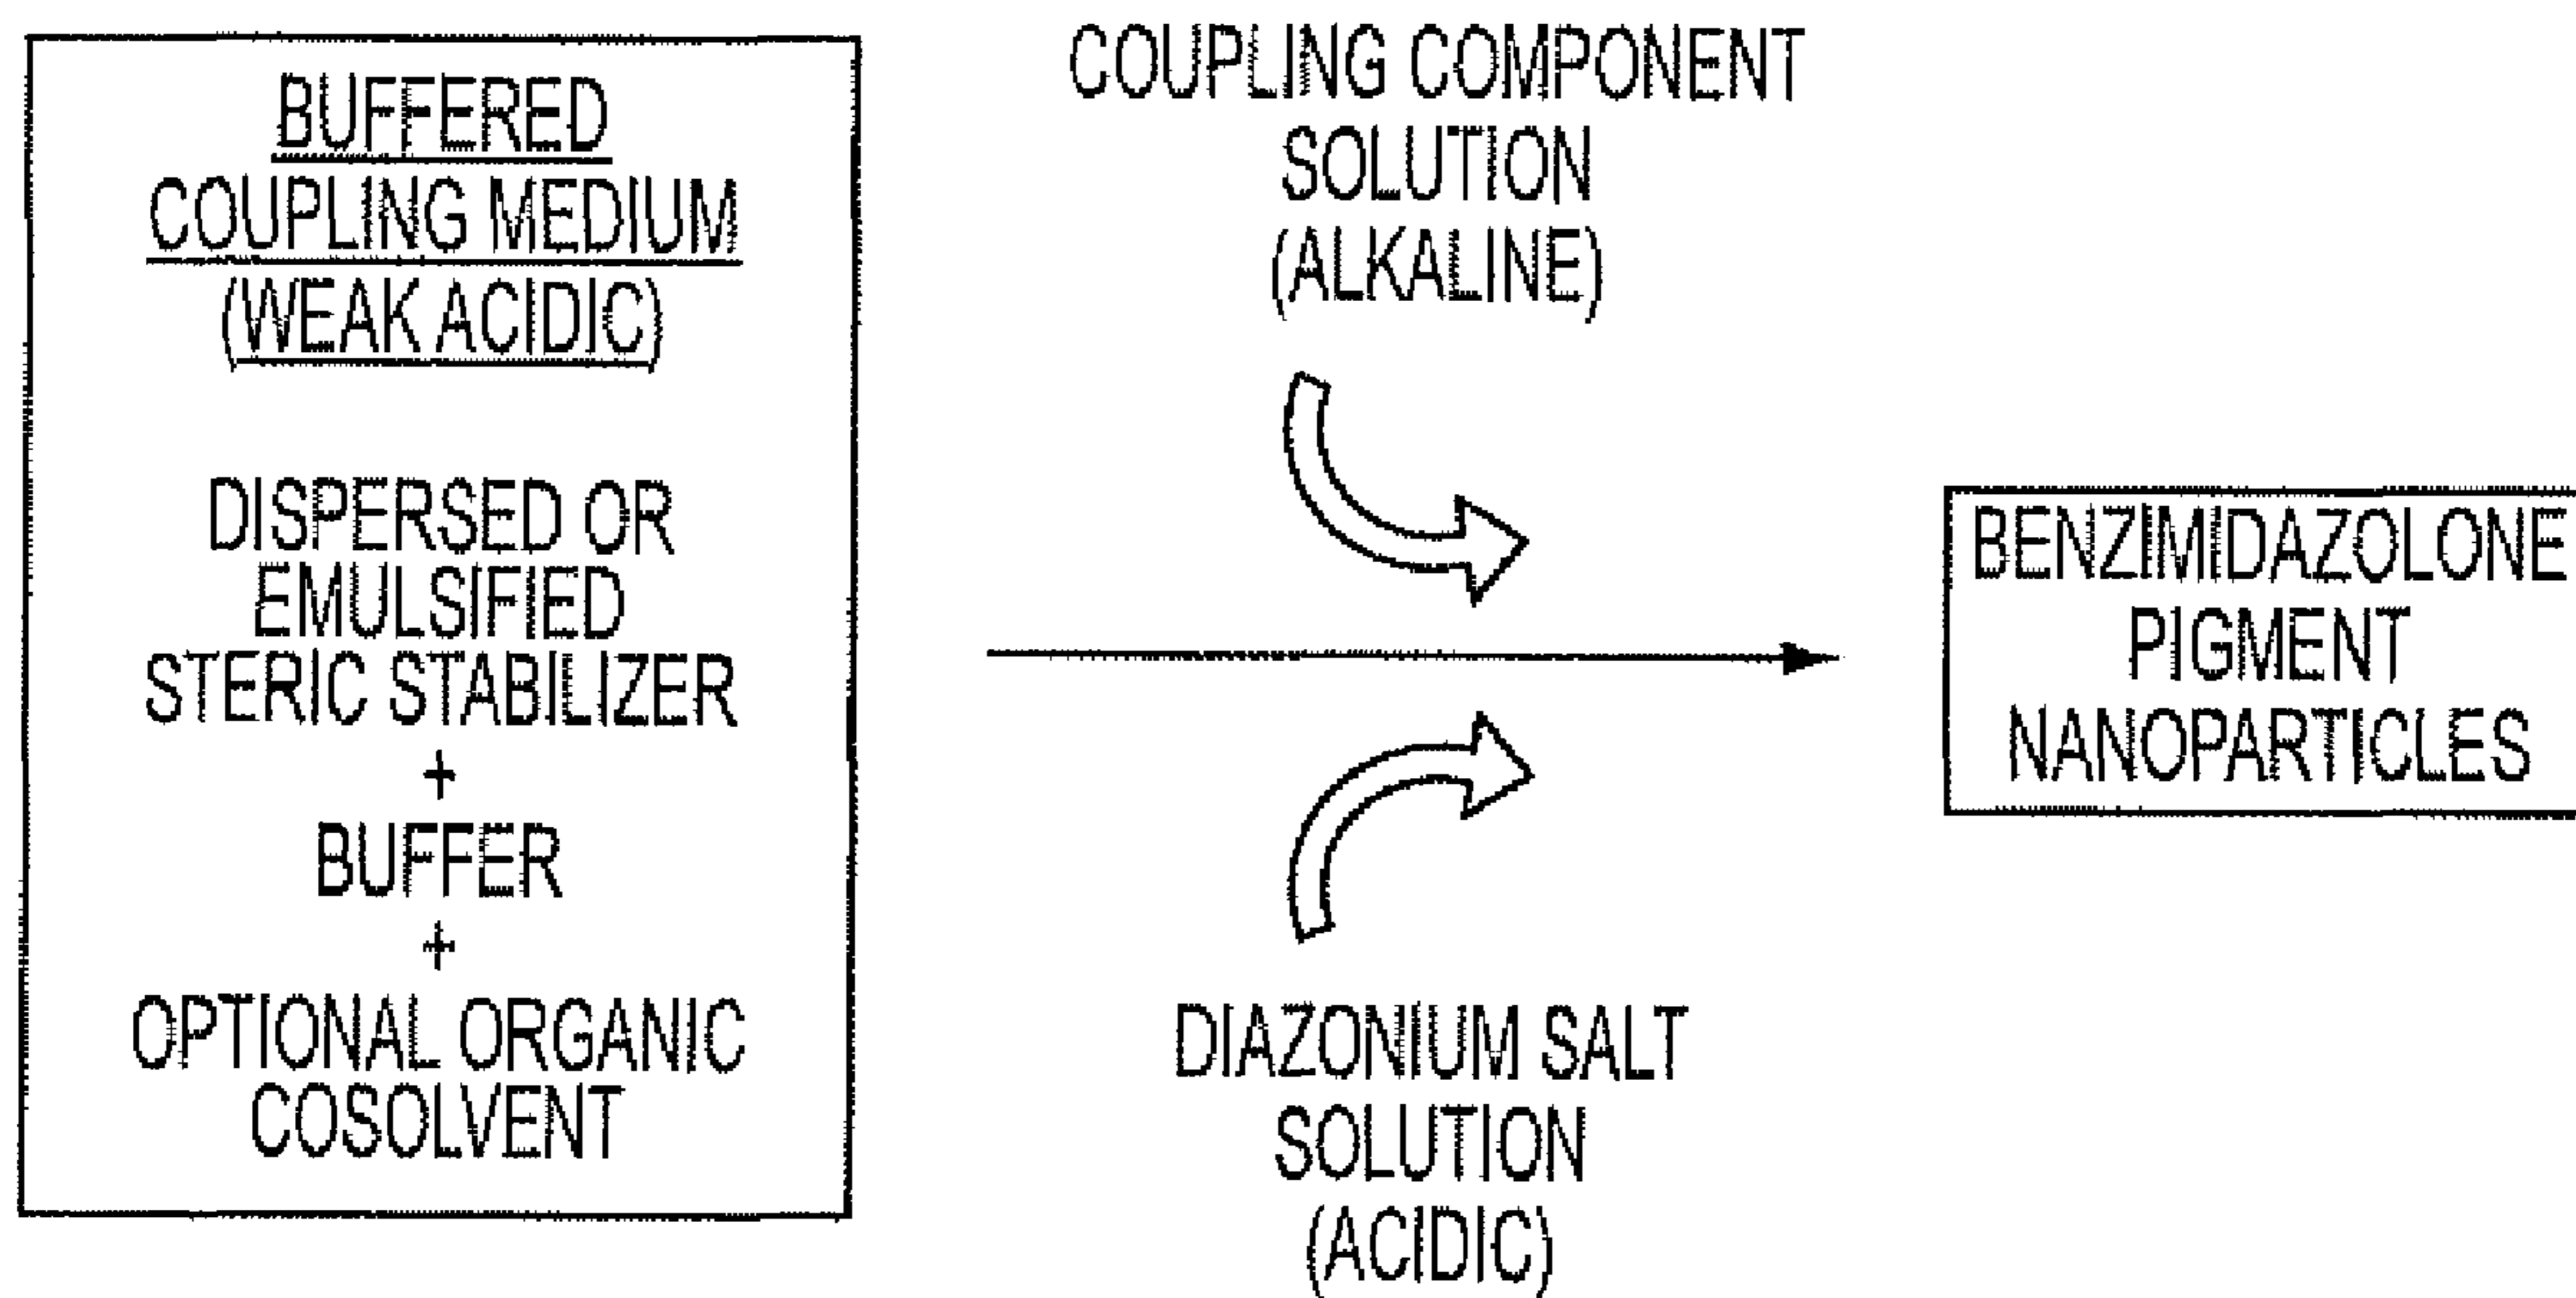 BUFFERED
COUPLING MEDIUM
(WEAK ACIDIC)
DISPERSED OR
EMULSIFIED
STERIC STABILIZER
+
BUFFER
+
OPTIONAL ORGANIC
COSOLVENT
COUPLING COMPONENT
SOLUTION
(ALKALINE)
DIAZONIUM SALT
SOLUTION
(ACIDIC)
BENZIMIDAZOLONE
PIGMENT
NANOPARTICLES